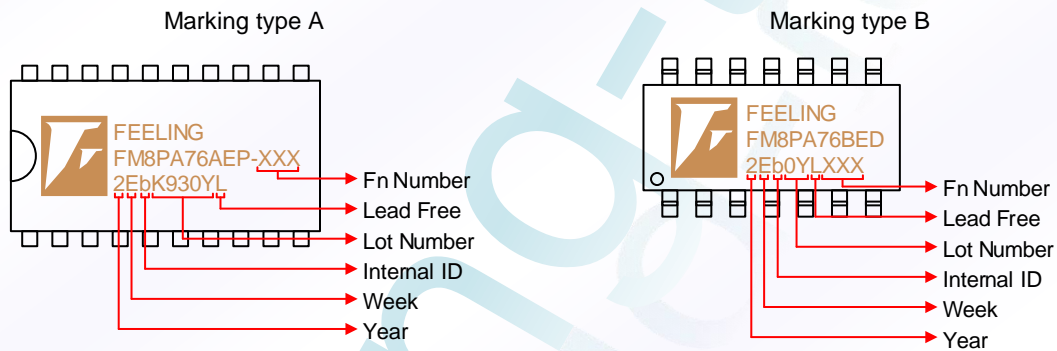 Marking type A
FEELING
FM8PA76AEP-XXX
2EbK930YL
Fn Number
Lead Free
Lot Number
Internal ID
Week
Year
Marking type B
FEELING
FM8PA76BED
2Eb0YLXXX
Fn Number
Lead Free
Lot Number
Internal ID
Week
Year